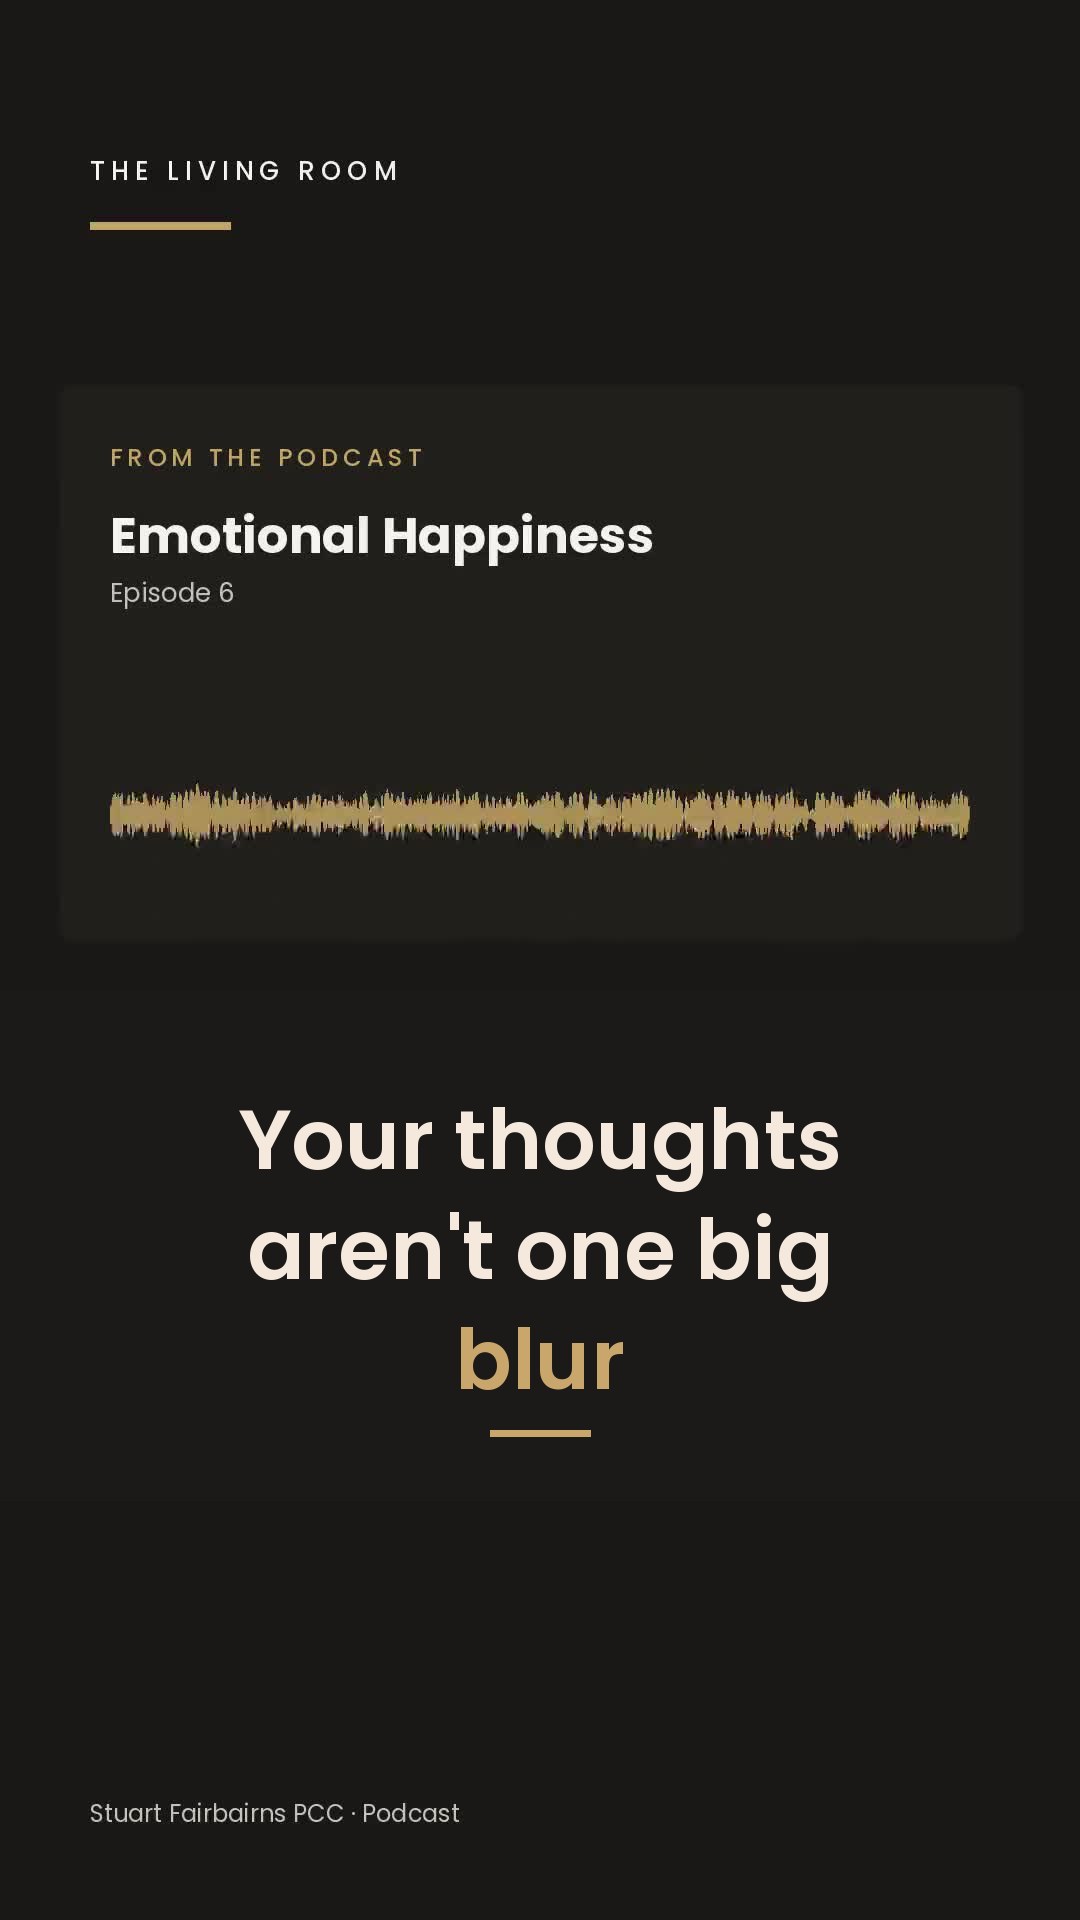 THE LIVING ROOM
FROM THE PODCAST
Emotional Happiness
Episode 6
Your thoughts
aren't one big
blur
Stuart Fairbairns PCC · Podcast